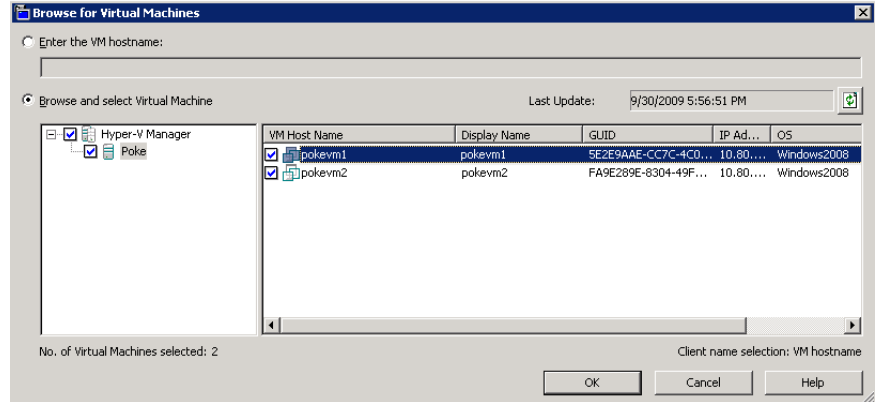 Browse for Virtual Machines
Enter the VM hostname:
Browse and select Virtual Machine Last Update: 9/30/2009 5:56:51 PM
Hyper-V Manager
Poke
VM Host Name Display Name GUID IP Ad... OS
pokevm1 pokevm1 5E2E9AAE-CC7C-4C0... 10.80.... Windows2008
pokevm2 pokevm2 FA9E289E-8304-49F... 10.80.... Windows2008
No. of Virtual Machines selected: 2 Client name selection: VM hostname
OK Cancel Help